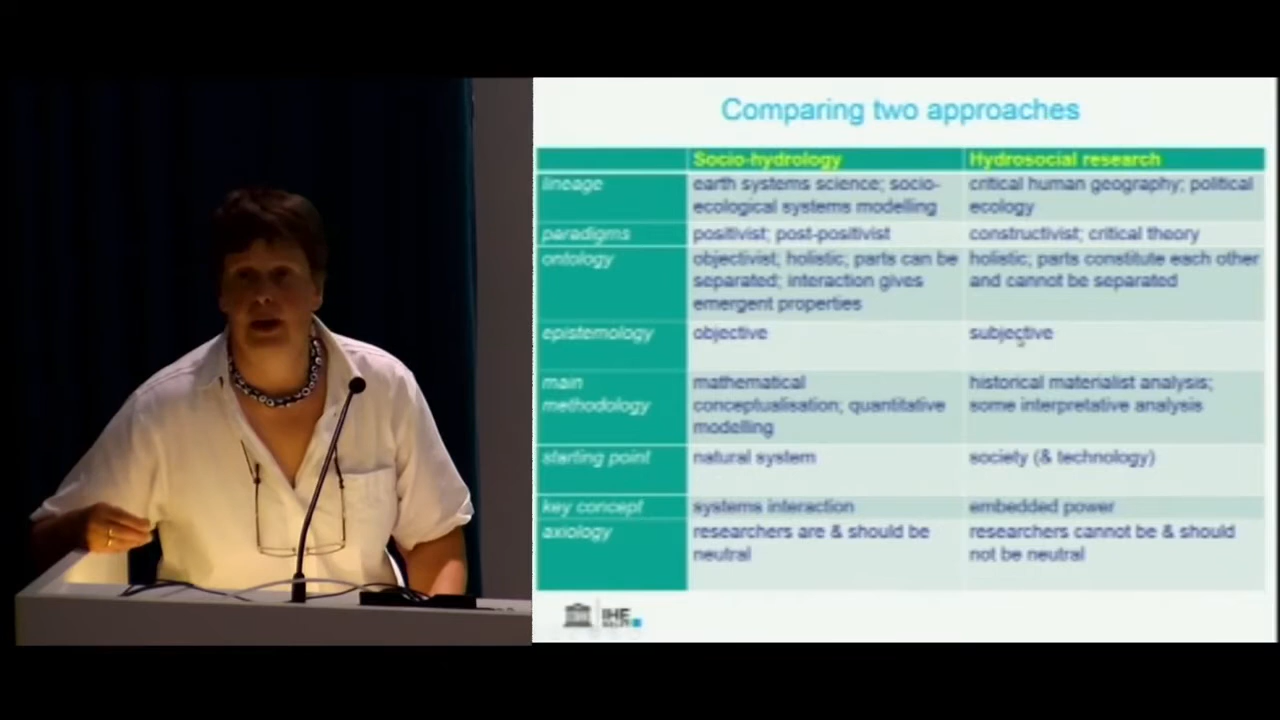 Comparing two approaches
Socio-hydrology Hydrosocial research
lineage earth systems science; socio- critical human geography; political
ecological systems modelling ecology
paradigms positivist; post-positivist constructivist; critical theory
ontology objectivist; holistic; parts can be holistic; parts constitute each other
separated; interaction gives and cannot be separated
emergent properties
epistemology objective subjective
main mathematical historical materialist analysis;
methodology conceptualisation; quantitative some interpretative analysis
modelling
starting point natural system society (& technology)
key concept systems interaction embedded power
axiology researchers are & should be researchers cannot be & should
neutral not be neutral
IHE